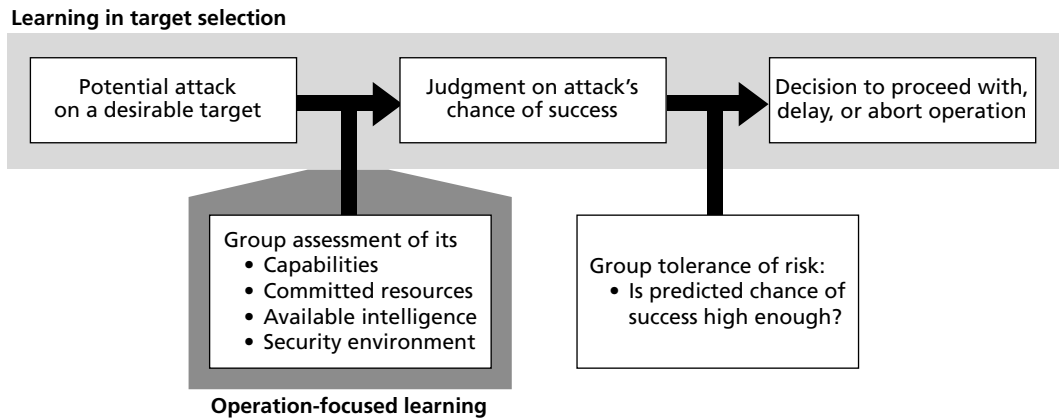 Learning in target selection
Potential attack
on a desirable target
Judgment on attack's
chance of success
Decision to proceed with,
delay, or abort operation
Group assessment of its
• Capabilities
• Committed resources
• Available intelligence
• Security environment
Group tolerance of risk:
• Is predicted chance of
success high enough?
Operation-focused learning